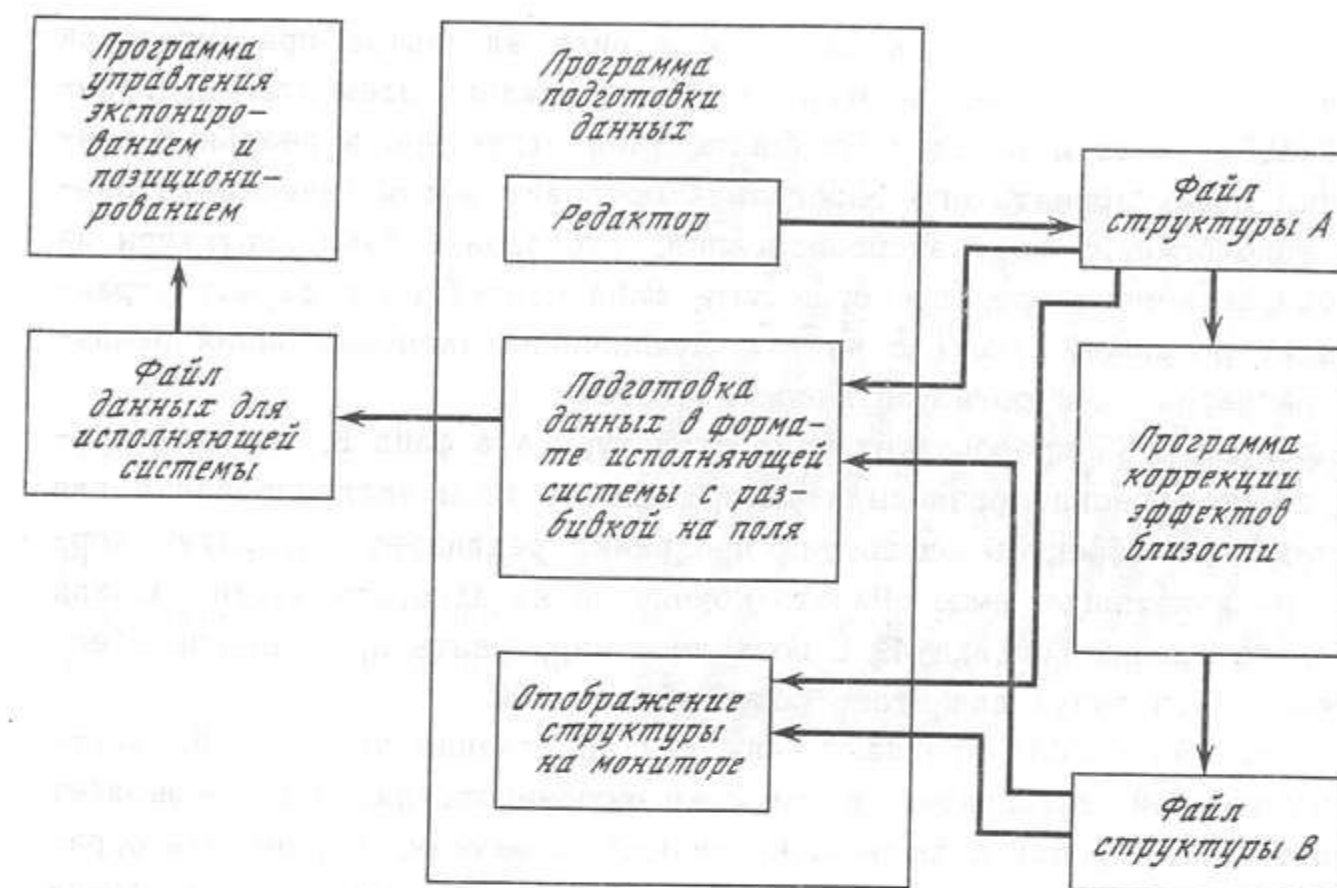 Программа
управления
экспониро-
ванием и
позициони-
рованием
Файл
данных для
исполняющей
системы
Программа
подготовки
данных
Редактор
Подготовка
данных в форма-
те исполняющей
системы с раз-
бивкой на поля
Отображение
структуры
на мониторе
Файл
структуры А
Программа
коррекции
эффектов
близости
Файл
структуры В